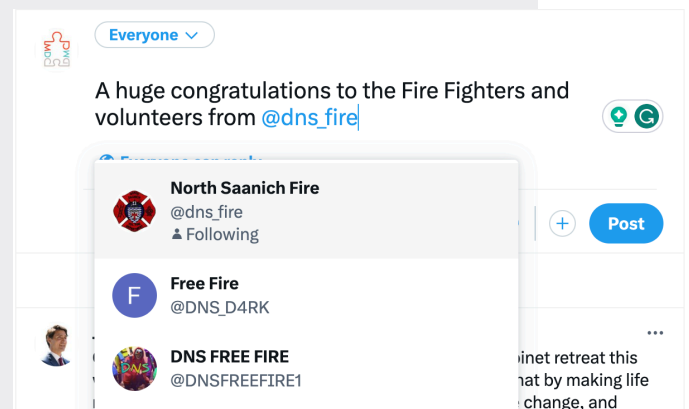 Everyone
A huge congratulations to the Fire Fighters and
volunteers from @dns_fire
North Saanich Fire
@dns_fire
Following
Post
F
Free Fire
@DNS_D4RK
DNS FREE FIRE
@DNSFREEFIRE1
inet retreat this
hat by making life
change, and